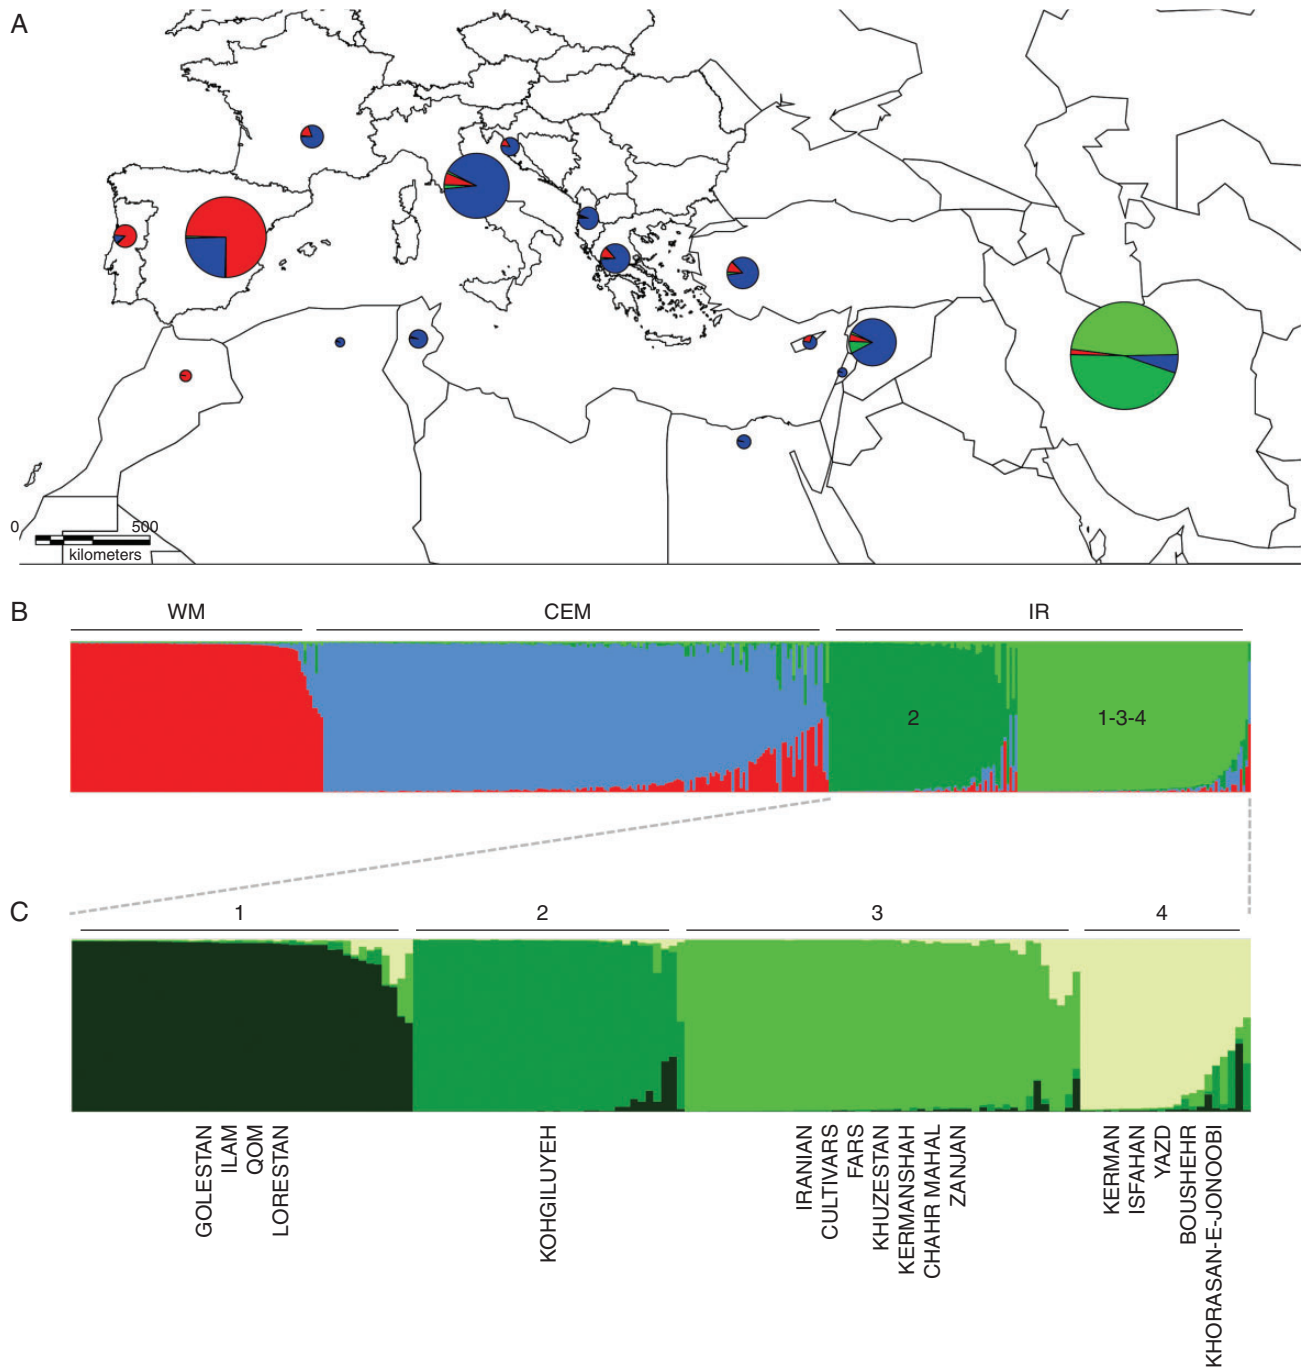 A
0
500
kilometers
B
WM
CEM
IR
2
1-3-4
C
1
2
3
4
GOLESTAN
ILAM
QOM
LORESTAN
KOHGILUYEH
IRANIAN
CULTIVARS
FARS
KHUZESTAN
KERMANSHAH
CHAHR MAHAL
ZANJAN
KERMAN
ISFAHAN
YAZD
BOUSHEHR
KHORASAN-E-JONOOBI